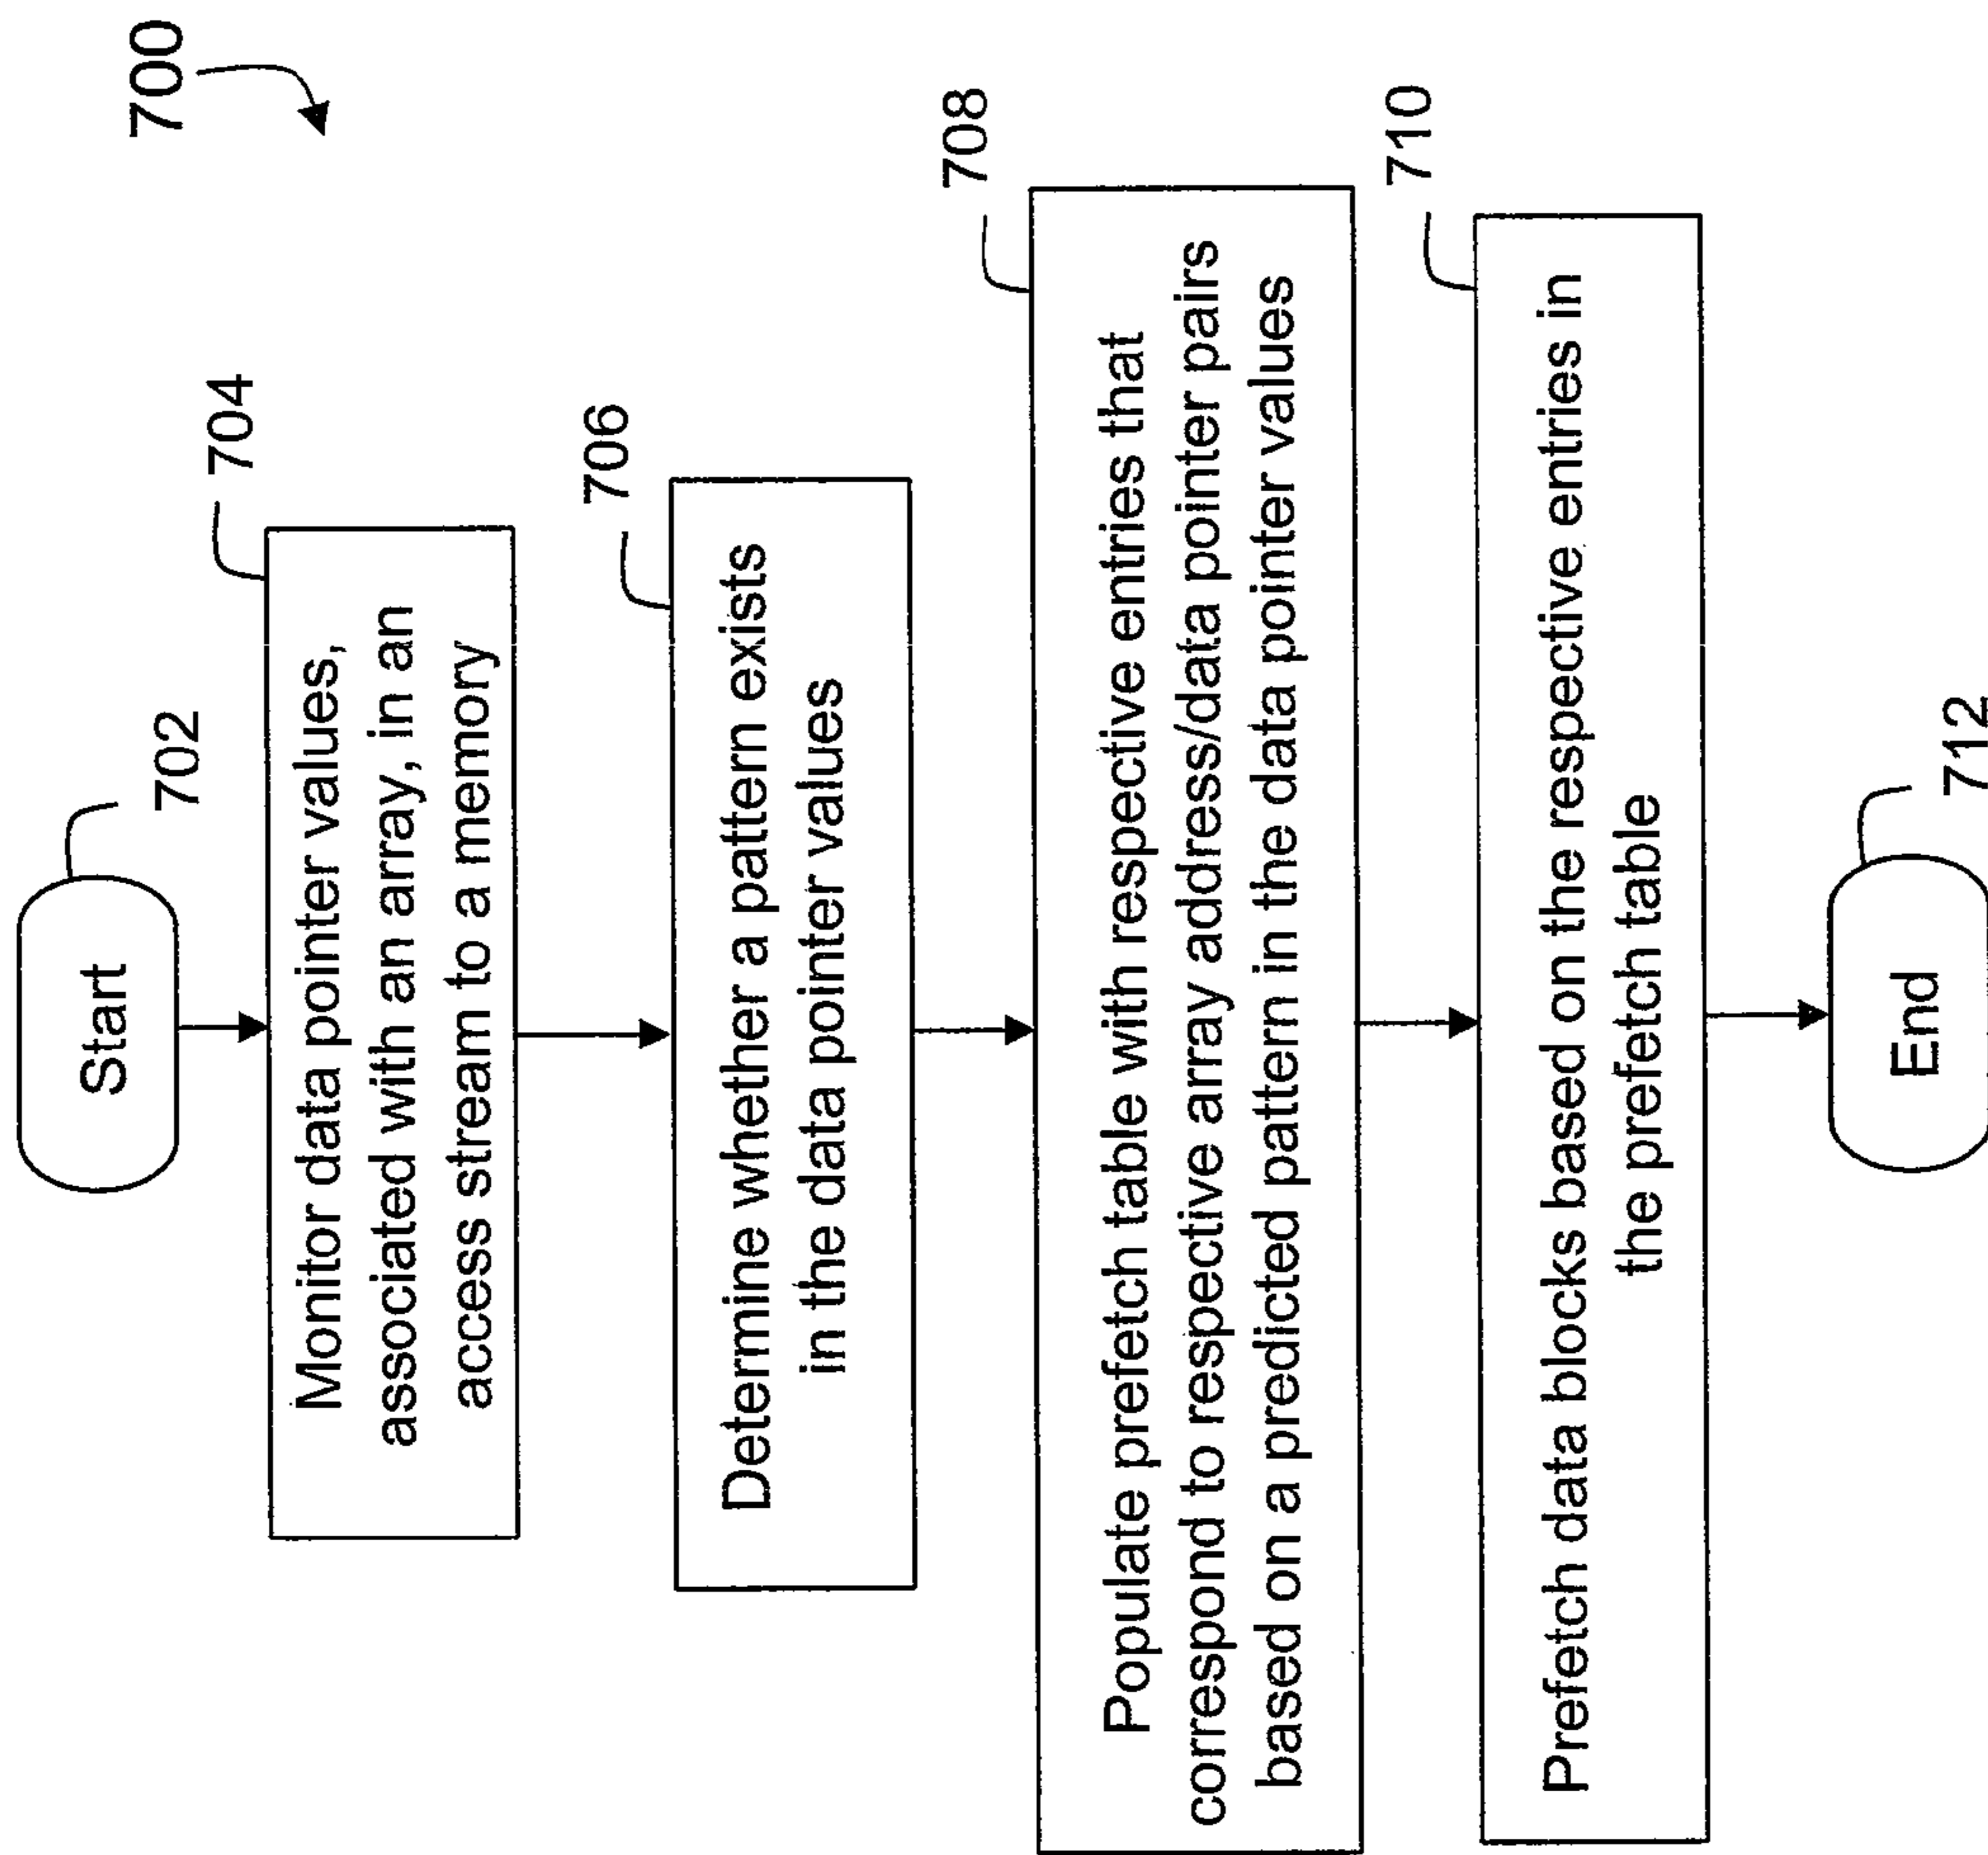 700
Start
702
704
Monitor data pointer values,
associated with an array, in an
access stream to a memory
706
Determine whether a pattern exists
in the data pointer values
708
Populate prefetch table with respective entries that
correspond to respective array address/data pointer pairs
based on a predicted pattern in the data pointer values
710
Prefetch data blocks based on the respective entries in
the prefetch table
End
712